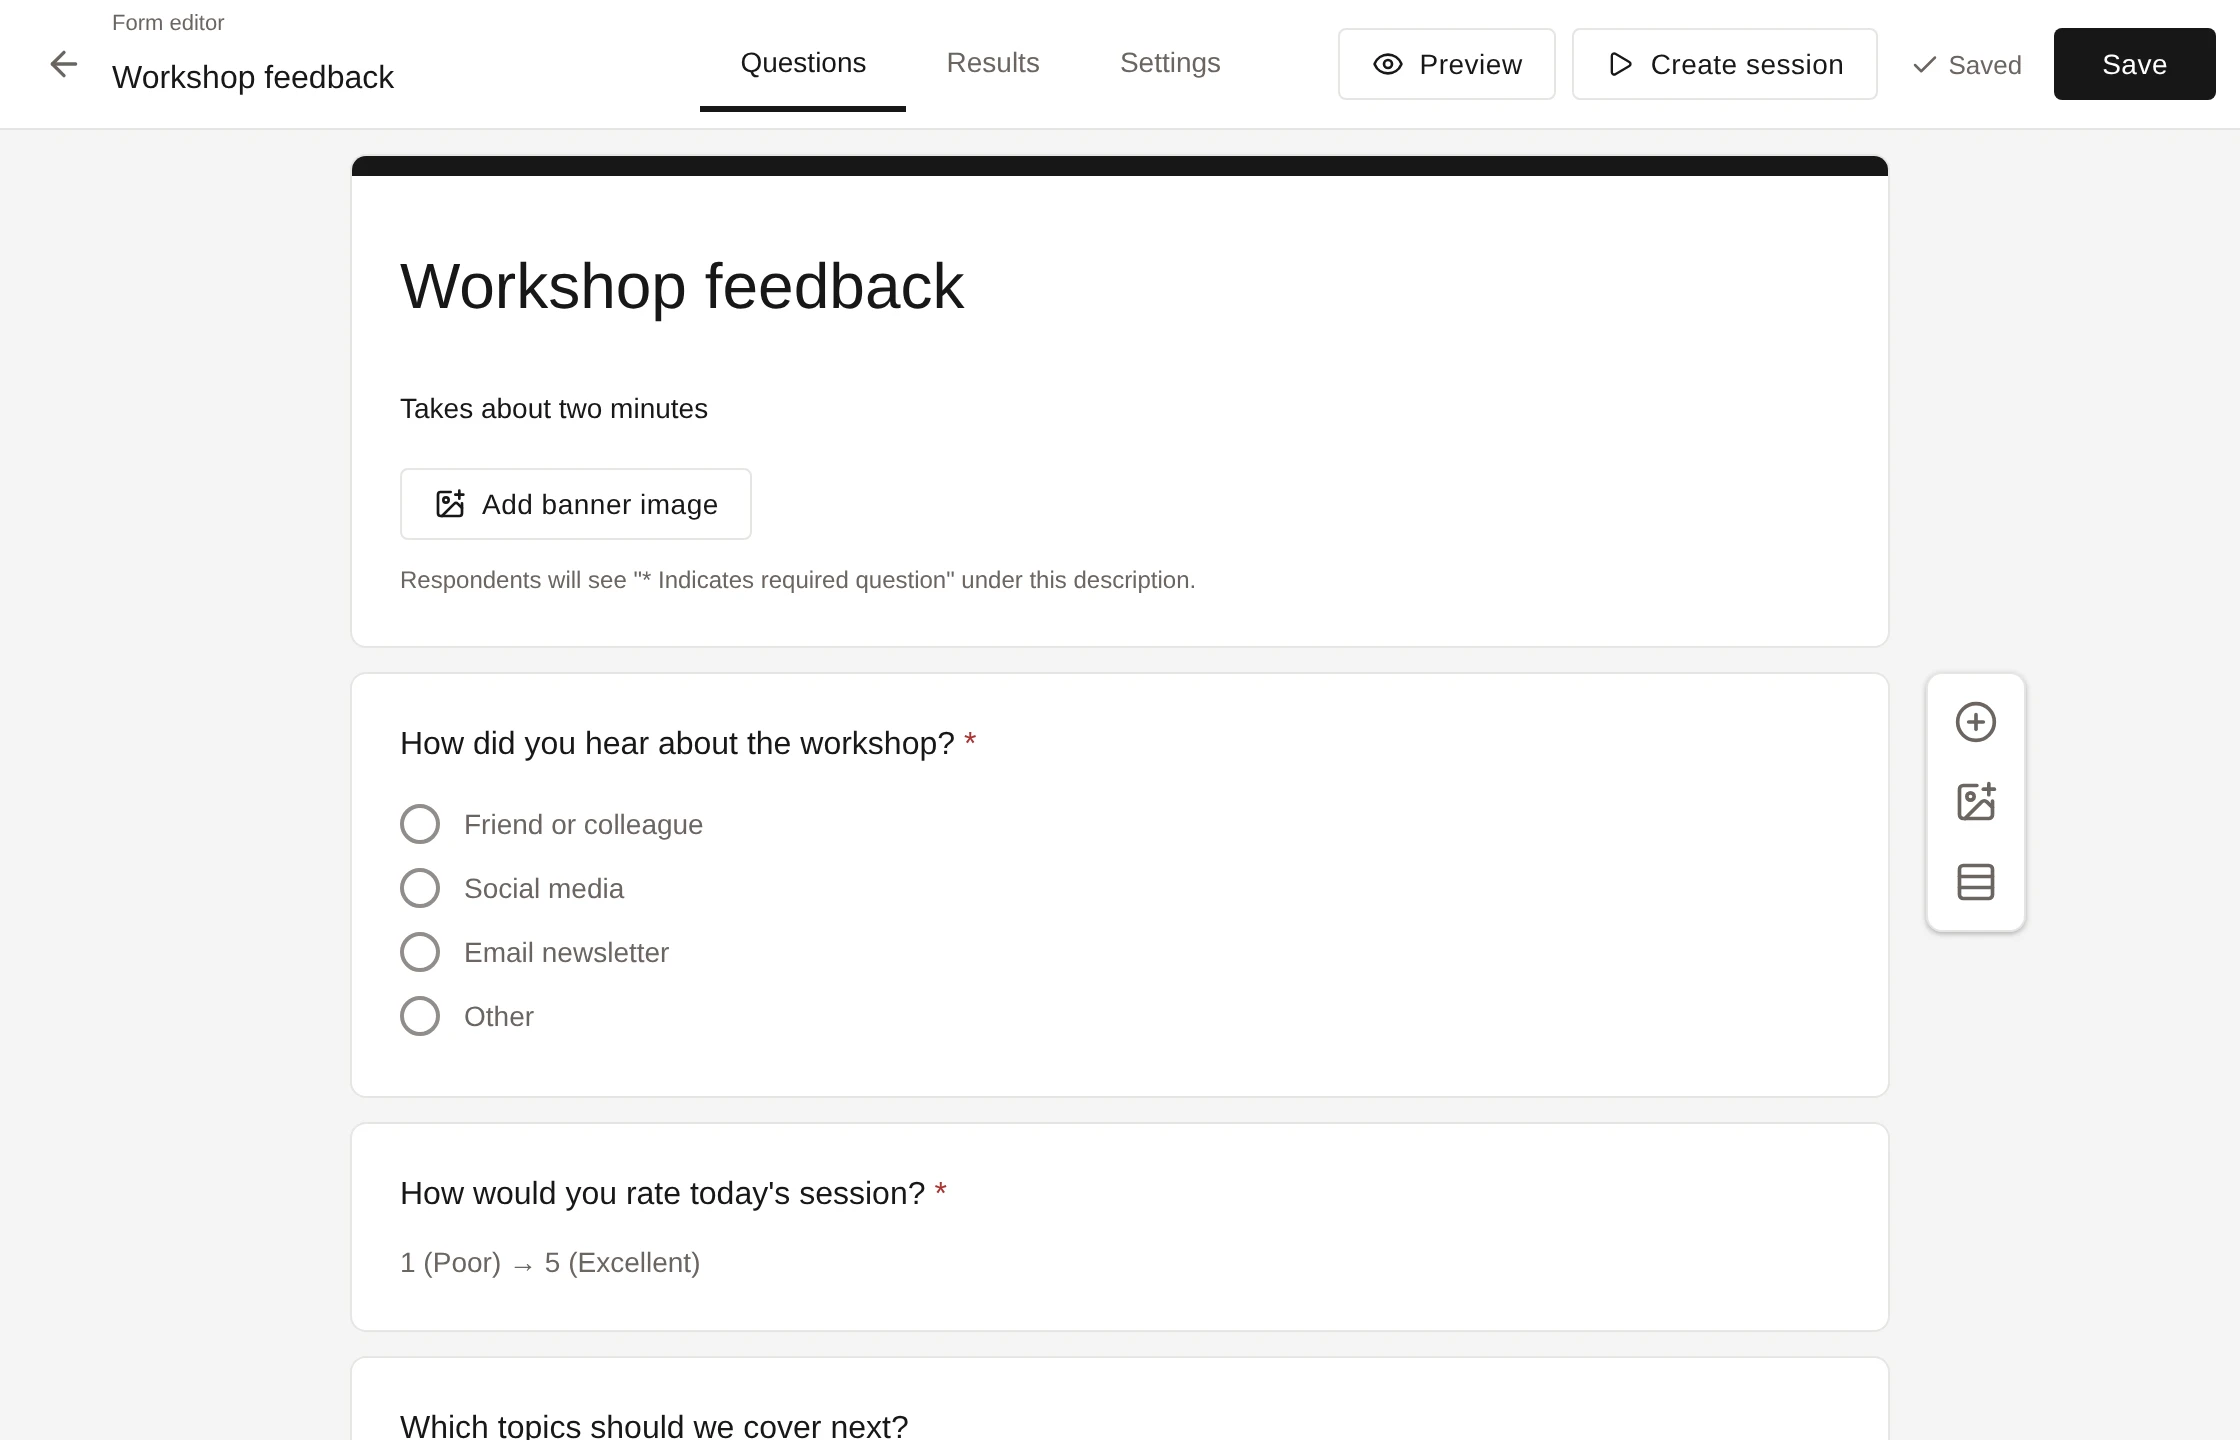 Form editor
Workshop feedback
Questions
Results
Settings
Preview
Create session
Saved
Save
Workshop feedback
Takes about two minutes
Add banner image
Respondents will see "* Indicates required question" under this description.
How did you hear about the workshop? *
Friend or colleague
Social media
Email newsletter
Other
How would you rate today's session? *
1 (Poor) → 5 (Excellent)
Which topics should we cover next?